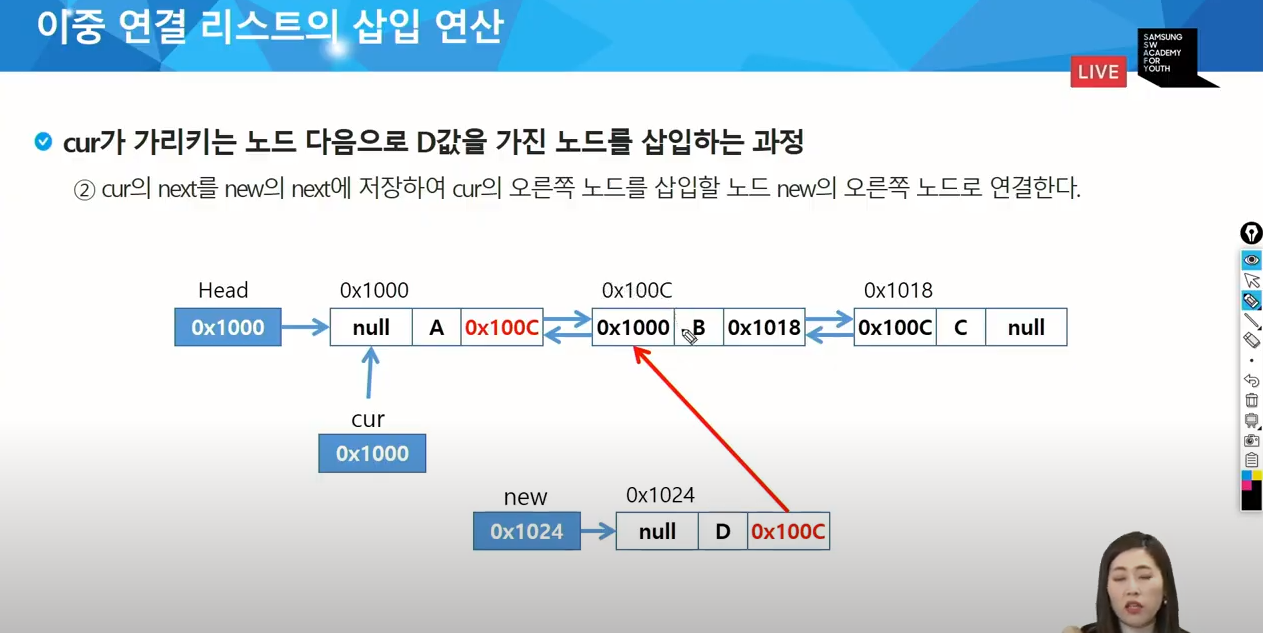 이중 연결 리스트의 삽입 연산
SAMSUNG
SW
ACADEMY
FOR
YOUTH
LIVE
cur가 가리키는 노드 다음으로 D값을 가진 노드를 삽입하는 과정
② cur의 next를 new의 next에 저장하여 cur의 오른쪽 노드를 삽입할 노드 new의 오른쪽 노드로 연결한다.
Head 0x1000 0x100C 0x1018
0x1000 null A 0x100C 0x1000 B 0x1018 0x100C C null
cur
0x1000
new 0x1024
0x1024 null D 0x100C